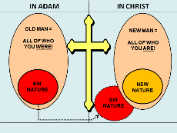 IN ADAM
IN CHRIST
OLD MAN =
ALL OF WHO
YOU WERE!
NEW MAN =
ALL OF WHO
YOU ARE!
SIN
NATURE
SIN
NATURE
NEW
NATURE